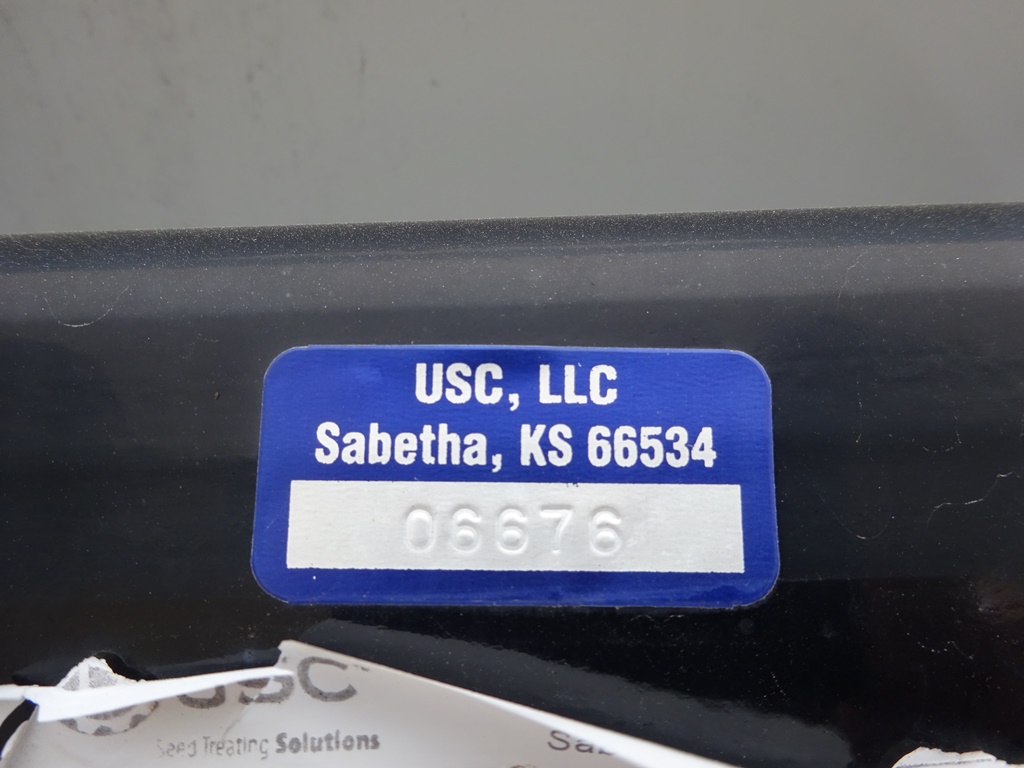 USC, LLC
Sabetha, KS 66534
06676
USC
Seed Treating Solutions